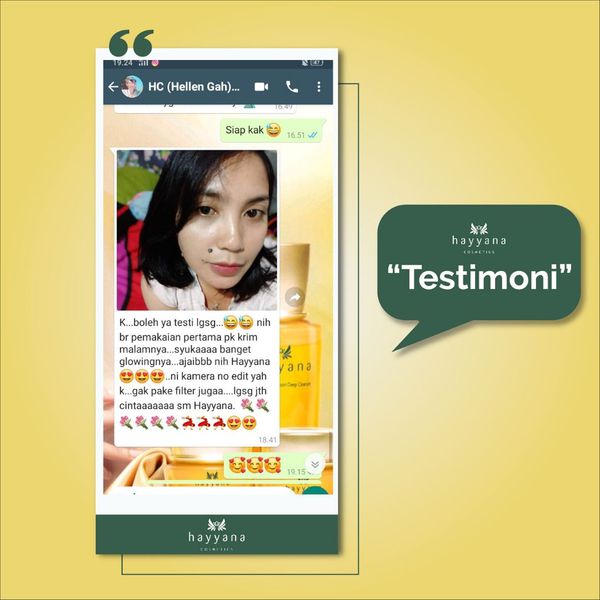 19.24
HC (Hellen Gah)...
16.49
Siap kak 😅
16.51
K...boleh ya testi lgsg...😅😅 nih
br pemakaian pertama pk krim
malamnya...syukaaaa banget
glowingnya...ajaibbb nih Hayyana
😍😍😍..ni kamera no edit yah
k...gak pake filter jugaa....lgsg jth
cintaaaaaaa sm Hayyana. 🌷🌷
🌷🌷🌷🌷💃💃💃😍😍
18.41
🥰🥰🥰
19.15
hayyana
COSMETICS
hayyana
COSMETICS
“Testimoni”